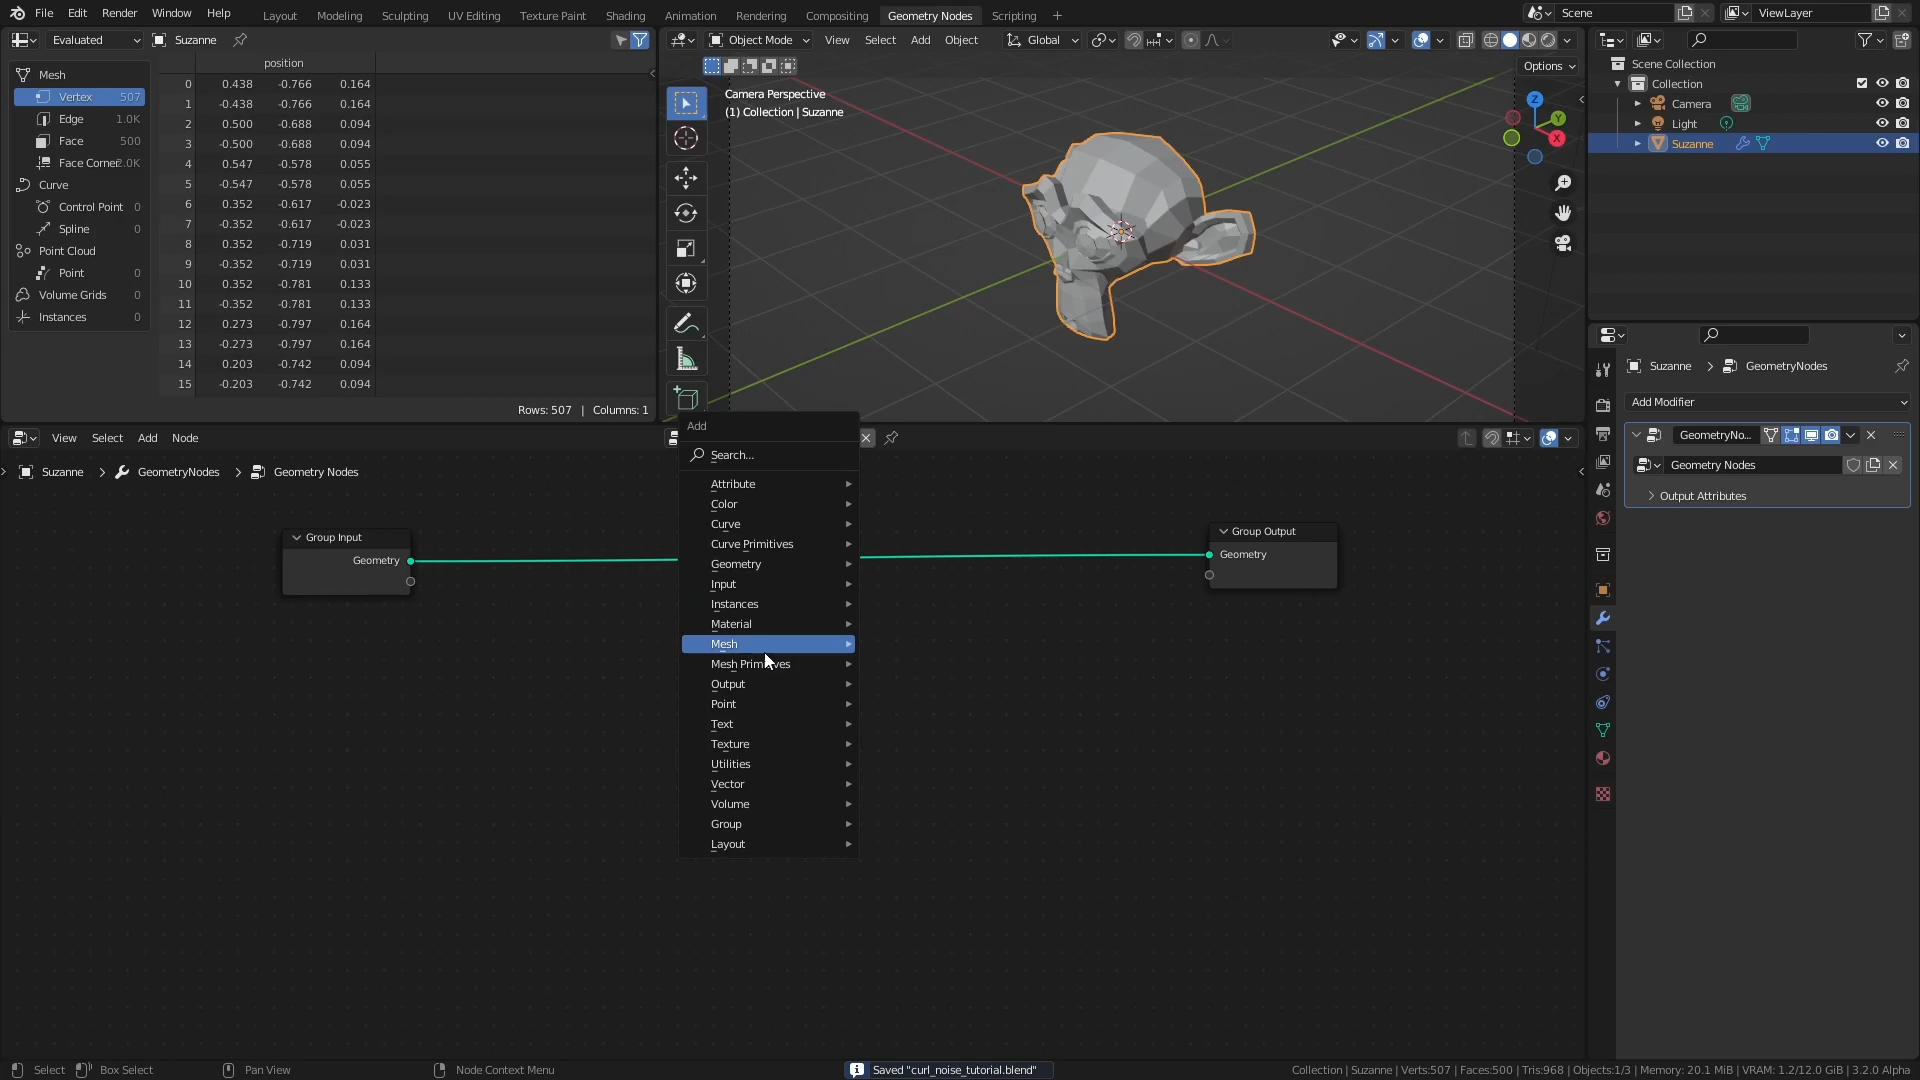 File Edit Render Window Help Layout Modeling Sculpting UV Editing Texture Paint Shading Animation Rendering Compositing Geometry Nodes Scripting + Scene ViewLayer
Evaluated Suzanne
Object Mode View Select Add Object Global
Options
position
Mesh
Vertex 507
Edge 1.0K
Face 500
Face Corner 2.0K
Curve
Control Point 0
Spline 0
Point Cloud
Point 0
Volume Grids 0
Instances 0
0 0.438 -0.766 0.164
1 -0.438 -0.766 0.164
2 0.500 -0.688 0.094
3 -0.500 -0.688 0.094
4 0.547 -0.578 0.055
5 -0.547 -0.578 0.055
6 0.352 -0.617 -0.023
7 -0.352 -0.617 -0.023
8 0.352 -0.719 0.031
9 -0.352 -0.719 0.031
10 0.352 -0.781 0.133
11 -0.352 -0.781 0.133
12 0.273 -0.797 0.164
13 -0.273 -0.797 0.164
14 0.203 -0.742 0.094
15 -0.203 -0.742 0.094
Rows: 507 | Columns: 1
Camera Perspective
(1) Collection | Suzanne
Z
Y
X
Scene Collection
Collection
Camera
Light
Suzanne
Suzanne > GeometryNodes
Add Modifier
GeometryNo...
Geometry Nodes
Output Attributes
View Select Add Node
Suzanne > GeometryNodes > Geometry Nodes
Group Input
Geometry
Add
Search...
Attribute
Color
Curve
Curve Primitives
Geometry
Input
Instances
Material
Mesh
Mesh Primitives
Output
Point
Text
Texture
Utilities
Vector
Volume
Group
Layout
Group Output
Geometry
Select Box Select Pan View Node Context Menu Saved "curl_noise_tutorial.blend" Collection | Suzanne | Verts:507 | Faces:500 | Tris:968 | Objects:1/3 | Memory: 20.1 MiB | VRAM: 1.2/12.0 GiB | 3.2.0 Alpha